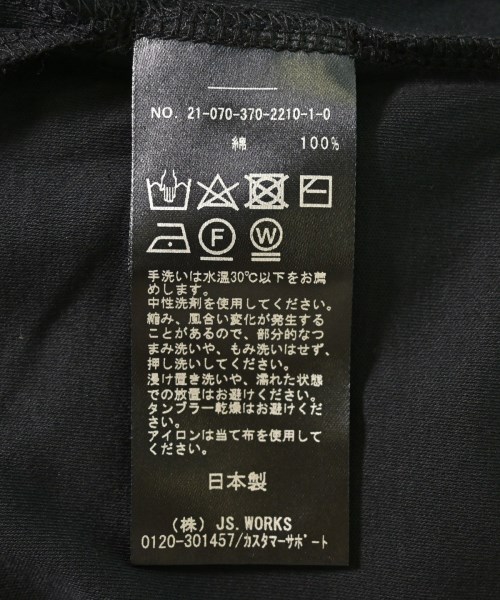 NO. 21-070-370-2210-1-0
綿 100%
F W
手洗いは水温30℃以下をお薦
めします。
中性洗剤を使用してください。
縮み、風合い変化が発生する
ことがあるので、部分的なつ
まみ洗いや、もみ洗いはせず、
押し洗いしてください。
浸け置き洗いや、濡れた状態
での放置はお避けください。
タンブラー乾燥はお避けくださ
い。
アイロンは当て布を使用して
ください。
日本製
(株) JS.WORKS
0120-301457/カスタマーサポート